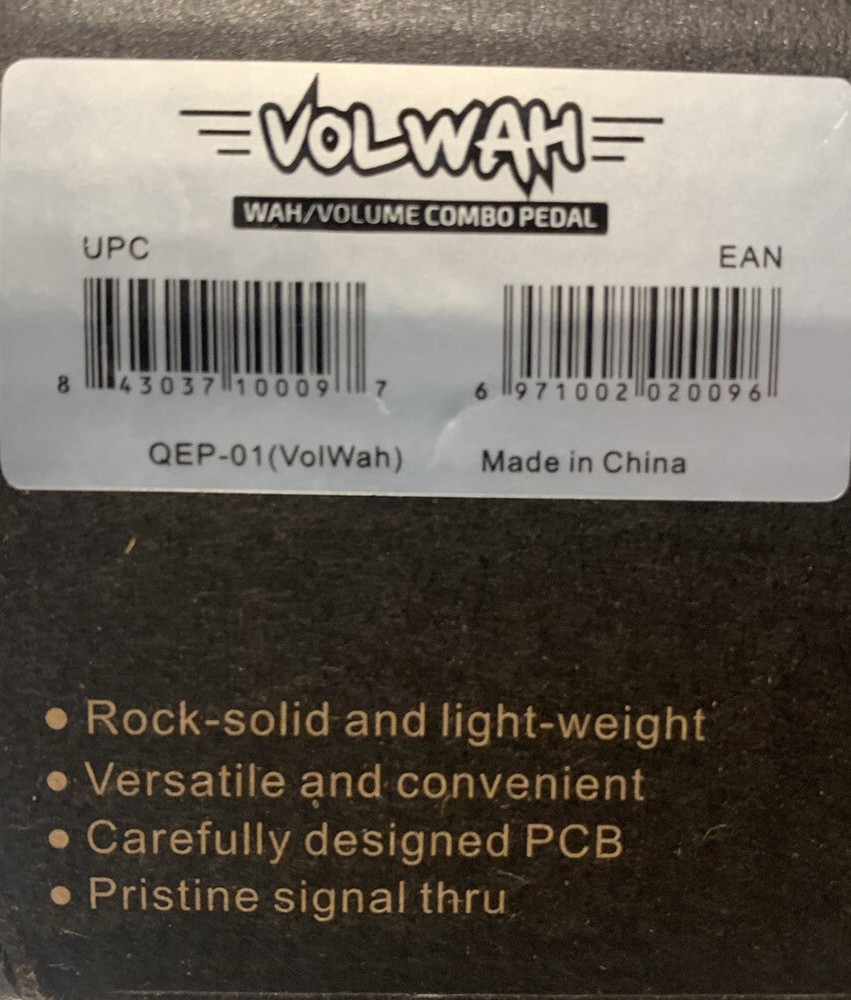 VOLWAH
WAH/VOLUME COMBO PEDAL
UPC
EAN
8 43037 10009 7
6 971002 020096
QEP-01(VolWah)
Made in China
• Rock-solid and light-weight
• Versatile and convenient
• Carefully designed PCB
• Pristine signal thru